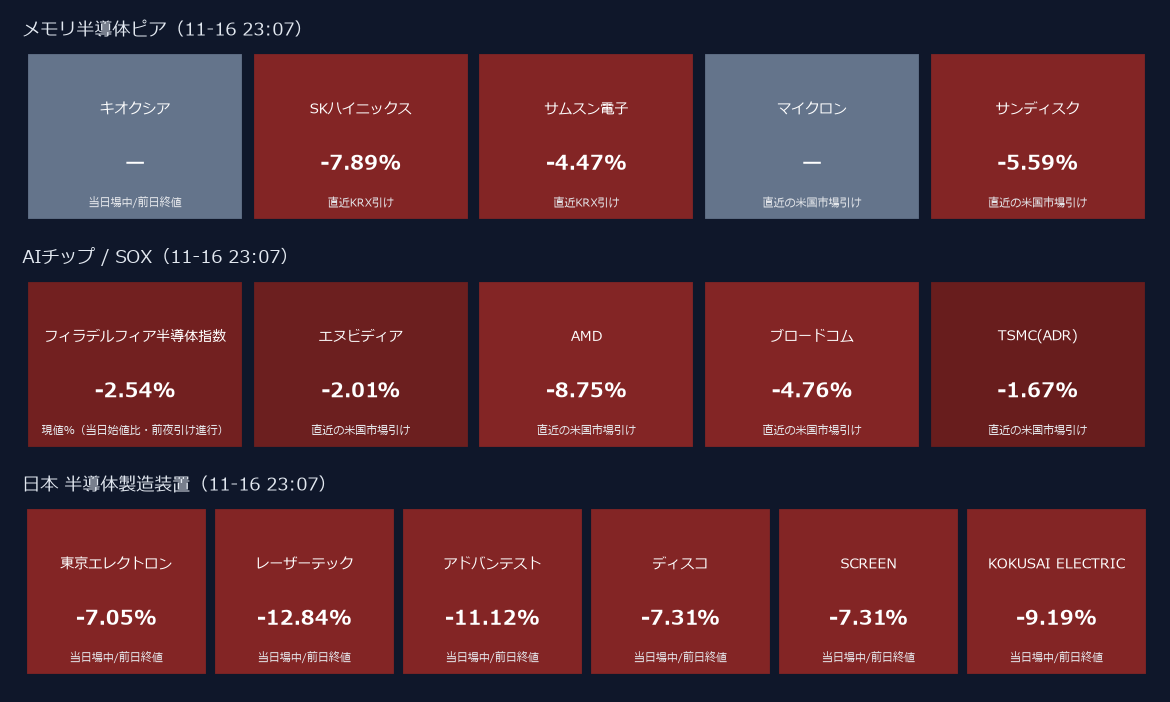 メモリ半導体ピア（11-16 23:07）
キオクシア
—
当日場中/前日終値
SKハイニックス
-7.89%
直近KRX引け
サムスン電子
-4.47%
直近KRX引け
マイクロン
—
直近の米国市場引け
サンディスク
-5.59%
直近の米国市場引け
AIチップ / SOX（11-16 23:07）
フィラデルフィア半導体指数
-2.54%
現値%（当日始値比・前夜引け進行）
エヌビディア
-2.01%
直近の米国市場引け
AMD
-8.75%
直近の米国市場引け
ブロードコム
-4.76%
直近の米国市場引け
TSMC(ADR)
-1.67%
直近の米国市場引け
日本 半導体製造装置（11-16 23:07）
東京エレクトロン
-7.05%
当日場中/前日終値
レーザーテック
-12.84%
当日場中/前日終値
アドバンテスト
-11.12%
当日場中/前日終値
ディスコ
-7.31%
当日場中/前日終値
SCREEN
-7.31%
当日場中/前日終値
KOKUSAI ELECTRIC
-9.19%
当日場中/前日終値